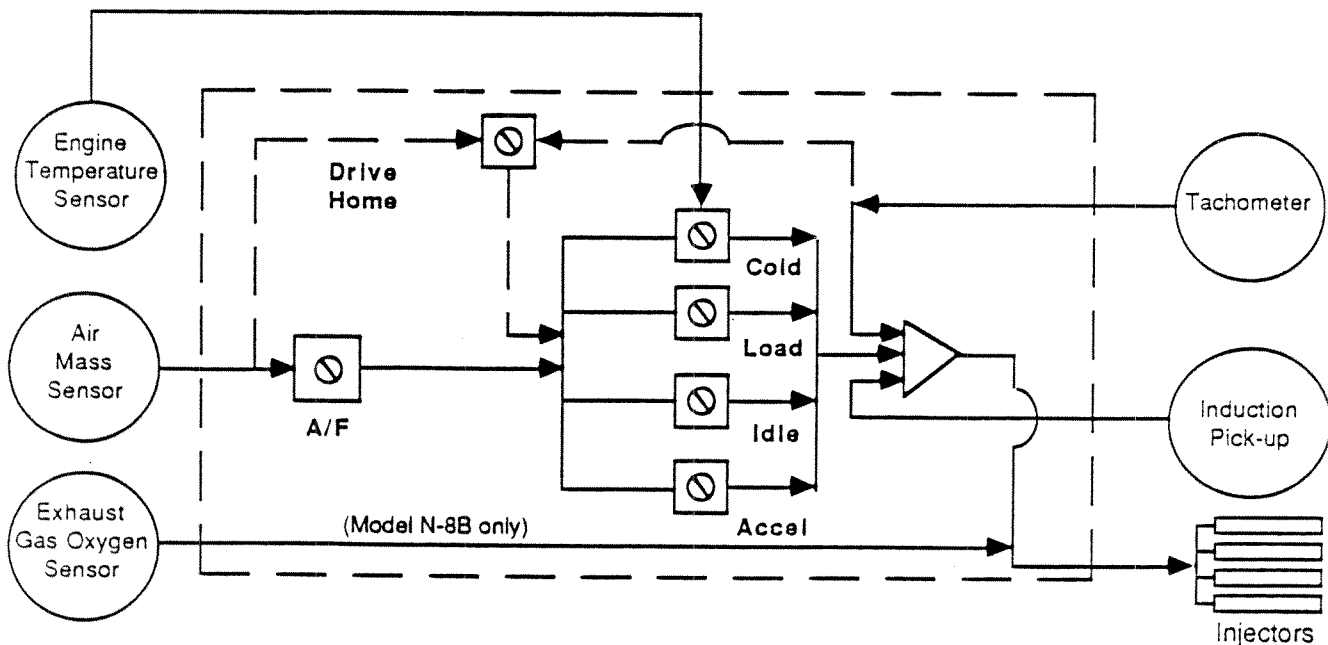 Engine
Temperature
Sensor
Drive
Home
Tachometer
Cold
Air
Mass
Sensor
Load
A/F
Idle
Induction
Pick-up
Exhaust
Gas Oxygen
Sensor
(Model N-8B only)
Accel
Injectors